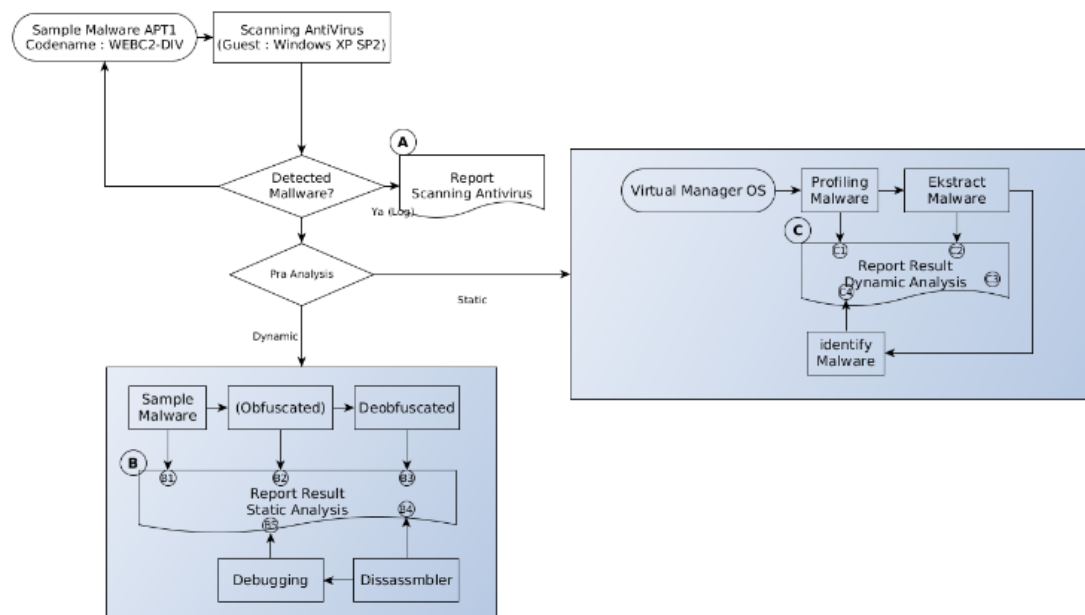 Sample Malware APT1
Codename : WEBC2-DIV
Scanning AntiVirus
(Guest : Windows XP SP2)
A
Detected
Mallware?
Report
Scanning Antivirus
Ya (Log)
Pra Analysis
Static
Dynamic
Virtual Manager OS
Profiling
Malware
Ekstract
Malware
C
C1
C2
Report Result
Dynamic Analysis
C3
C4
identify
Malware
Sample
Malware
(Obfuscated)
Deobfuscated
B
B1
B2
B3
Report Result
Static Analysis
B4
B5
Debugging
Dissassmbler